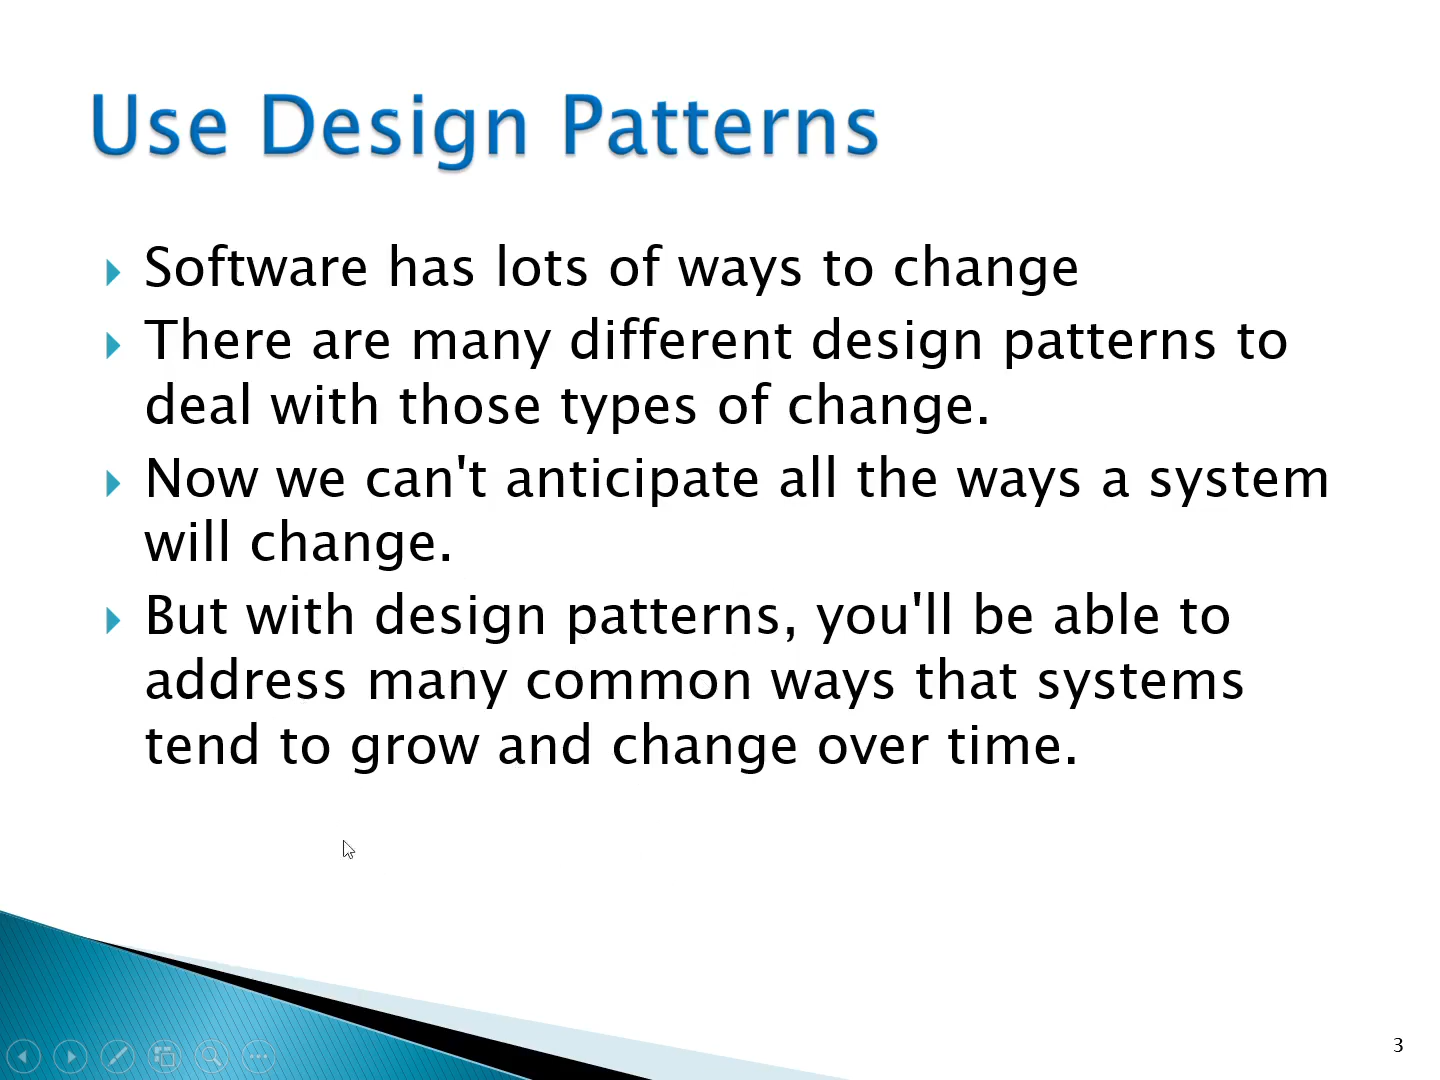 Use Design Patterns
Software has lots of ways to change
There are many different design patterns to
deal with those types of change.
Now we can't anticipate all the ways a system
will change.
But with design patterns, you'll be able to
address many common ways that systems
tend to grow and change over time.
3